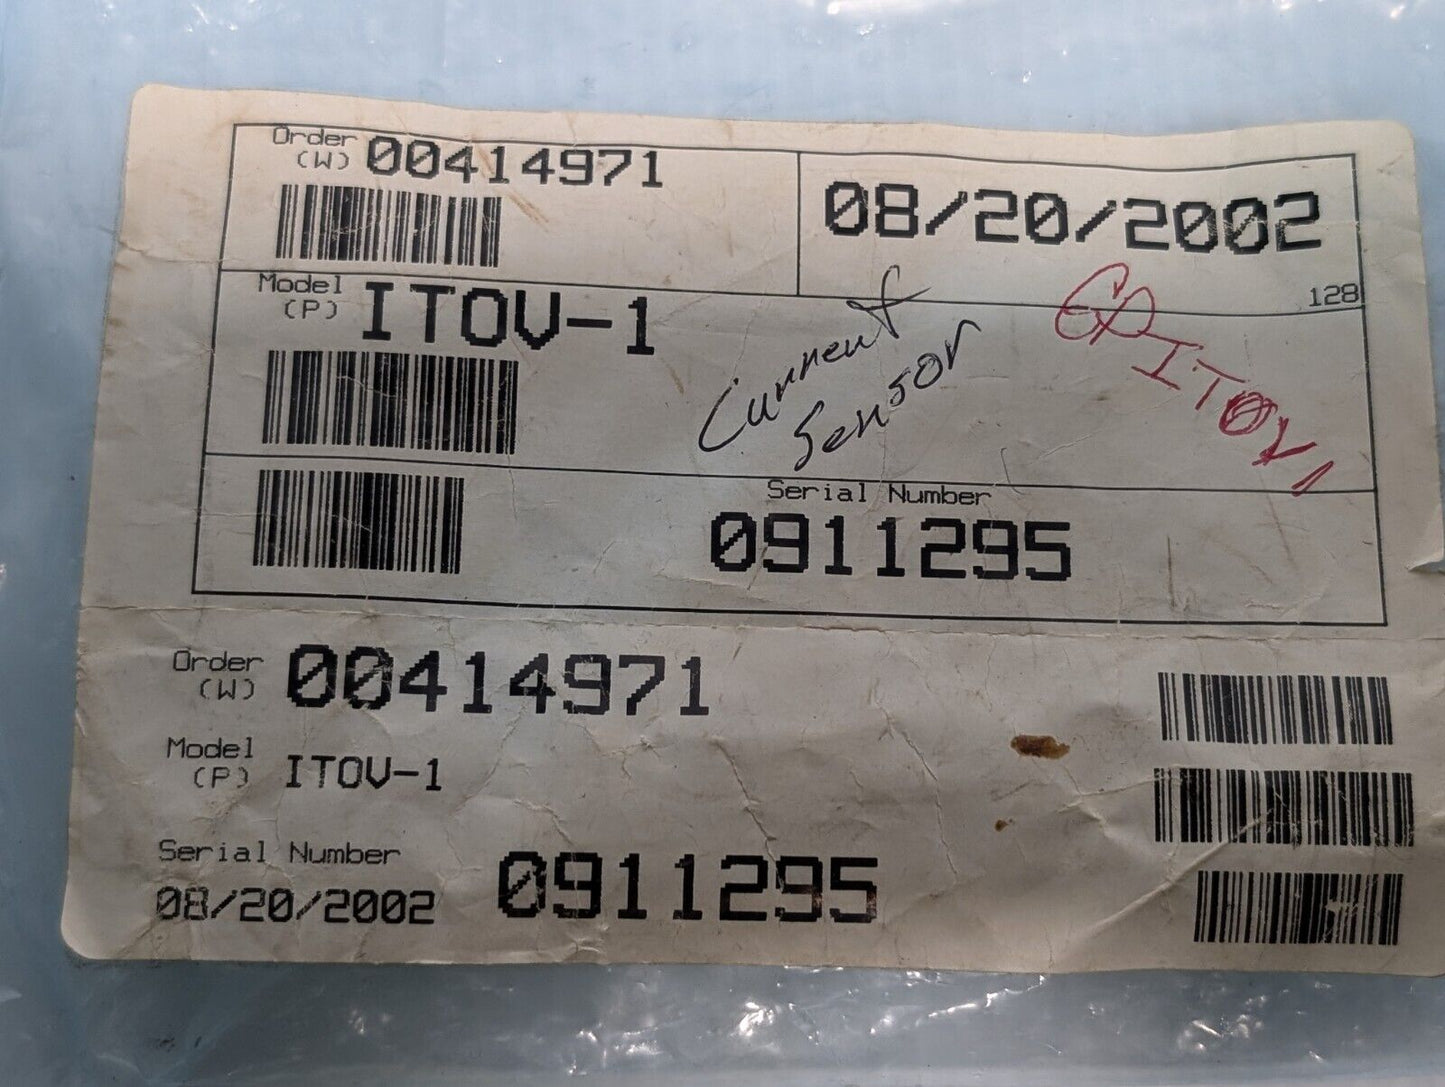 Order
(W) 00414971
08/20/2002
128
Model
(P) ITOV-1
Current
Sensor
ITOV1
Serial Number
0911295
Order
(W) 00414971
Model
(P) ITOV-1
Serial Number
08/20/2002 0911295